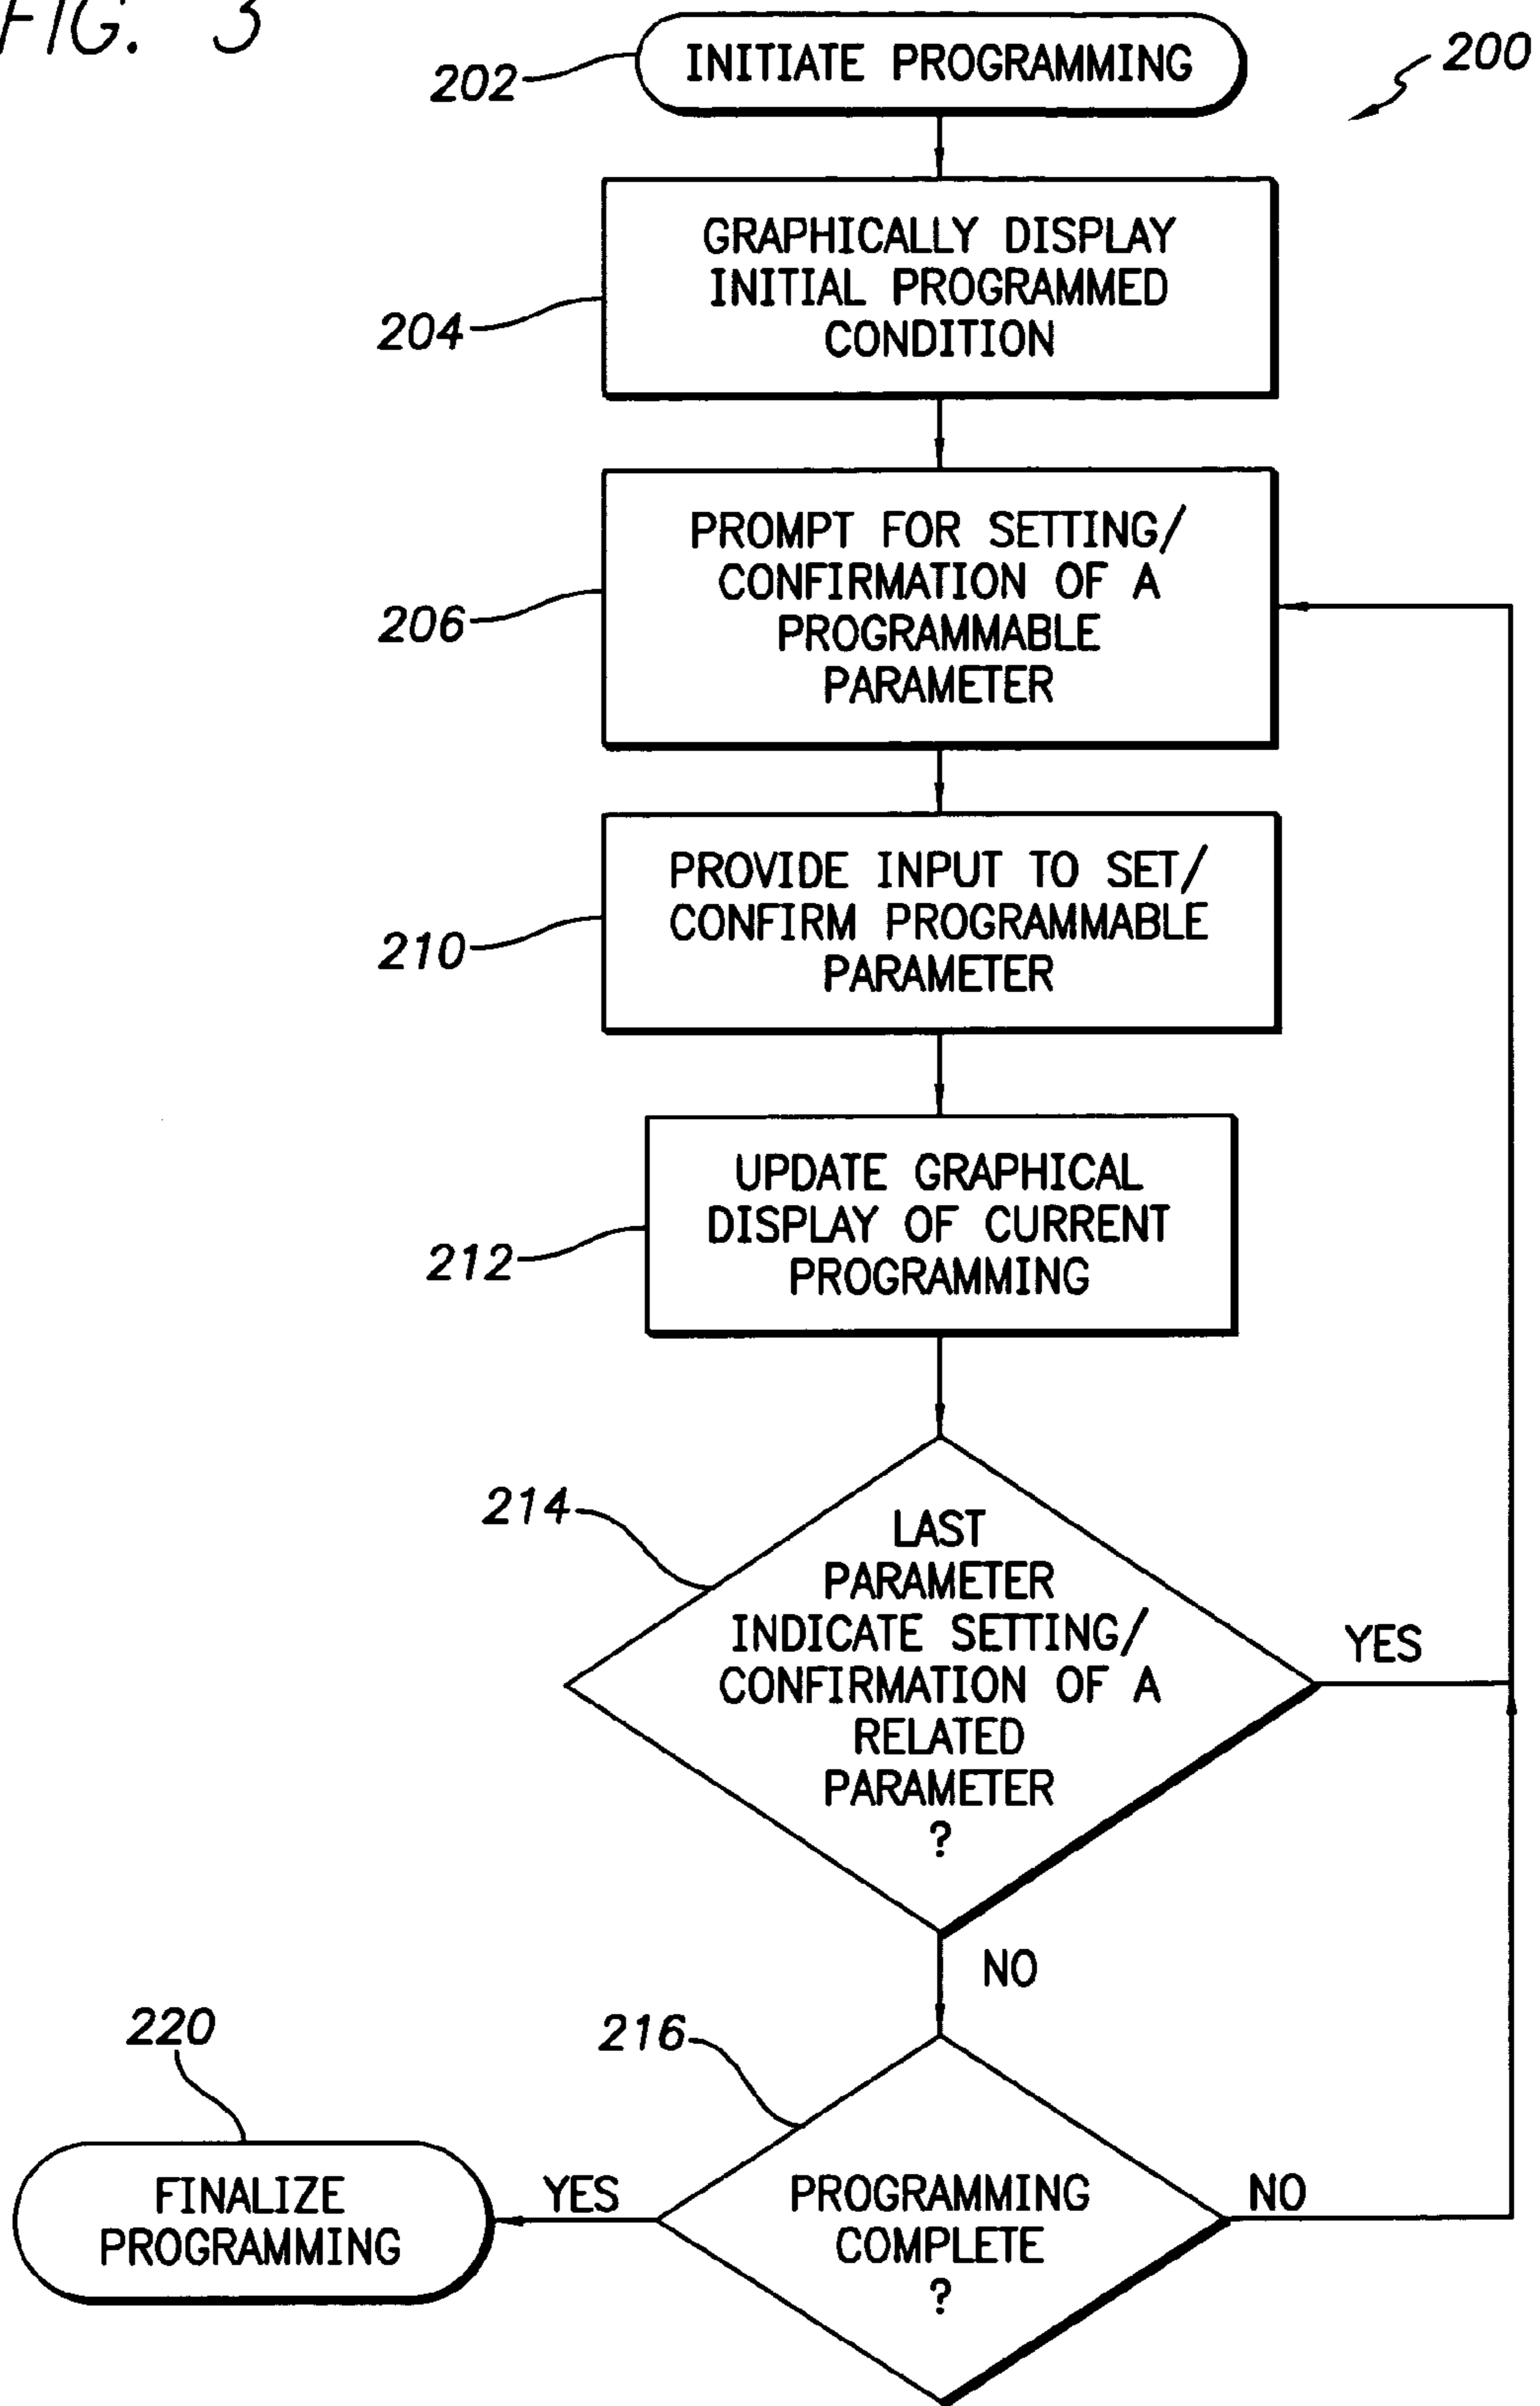 FIG. 3
200
202
INITIATE PROGRAMMING
204
GRAPHICALLY DISPLAY
INITIAL PROGRAMMED
CONDITION
206
PROMPT FOR SETTING/
CONFIRMATION OF A
PROGRAMMABLE
PARAMETER
210
PROVIDE INPUT TO SET/
CONFIRM PROGRAMMABLE
PARAMETER
212
UPDATE GRAPHICAL
DISPLAY OF CURRENT
PROGRAMMING
214
LAST
PARAMETER
INDICATE SETTING/
CONFIRMATION OF A
RELATED
PARAMETER
?
YES
NO
216
PROGRAMMING
COMPLETE
?
YES
NO
220
FINALIZE
PROGRAMMING